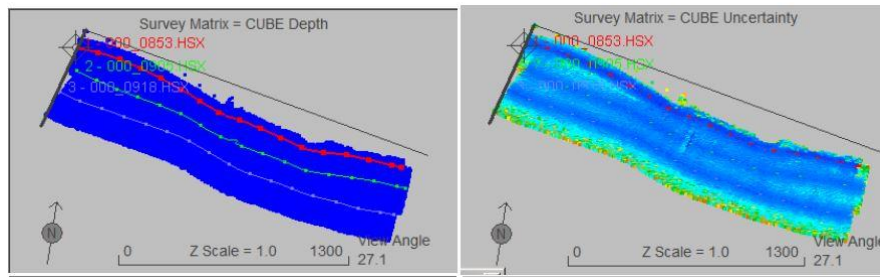 Survey Matrix = CUBE Depth
1 - 000_0853.HSX
2 - 000_0905.HSX
3 - 000_0918.HSX
N
0 Z Scale = 1.0 1300
View Angle
27.1
Survey Matrix = CUBE Uncertainty
- 000_0853.HSX
N
0 Z Scale = 1.0 1300
View Angle
27.1